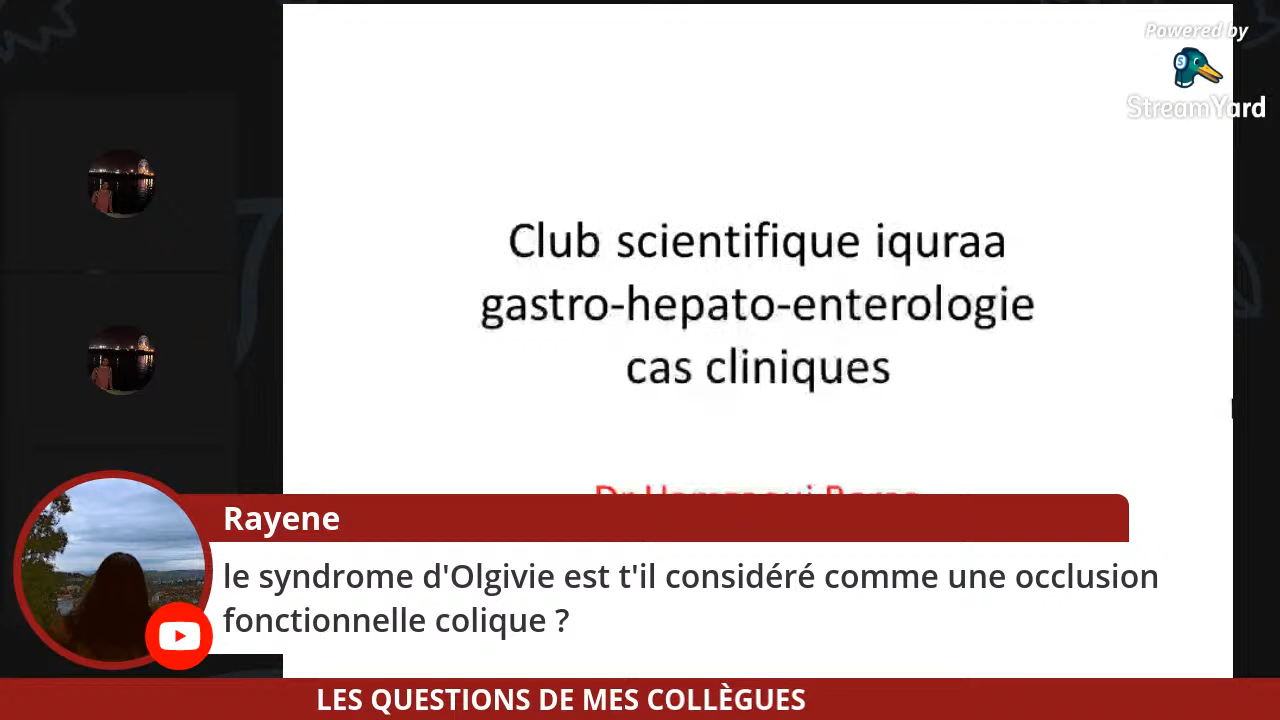 Powered by
StreamYard
Club scientifique iquraa
gastro-hepato-enterologie
cas cliniques
Dr
Rayene
le syndrome d'Olgivie est t'il considéré comme une occlusion
fonctionnelle colique ?
LES QUESTIONS DE MES COLLÈGUES